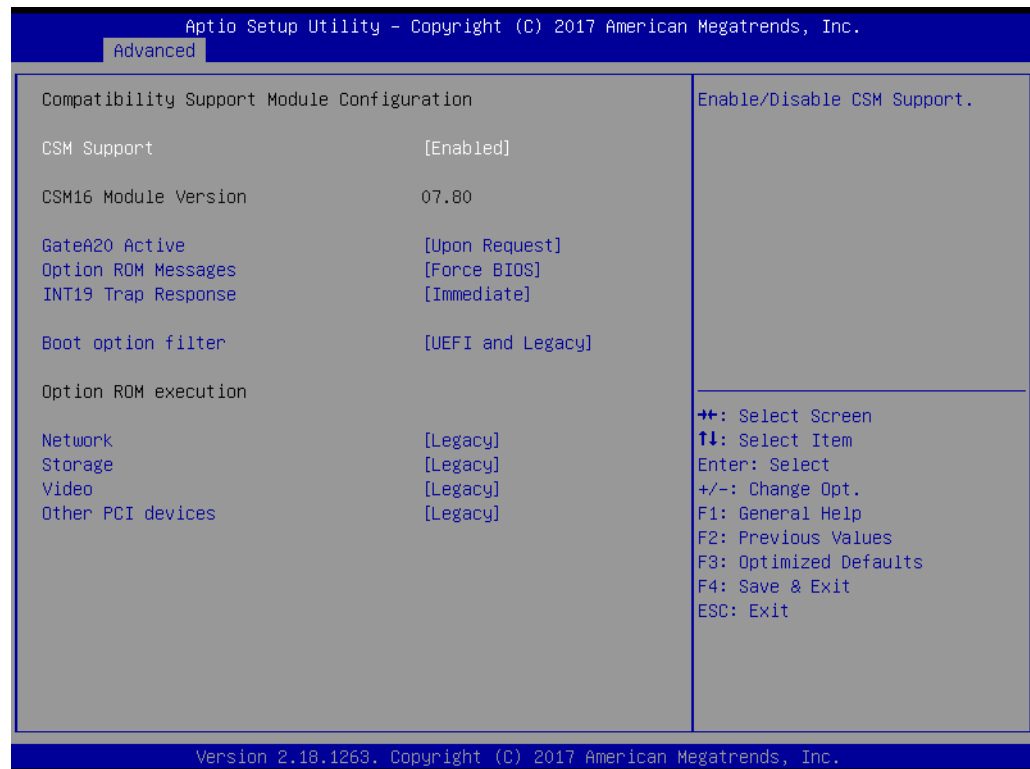 Aptio Setup Utility – Copyright (C) 2017 American Megatrends, Inc.
Advanced
Compatibility Support Module Configuration
CSM Support [Enabled]
CSM16 Module Version 07.80
GateA20 Active [Upon Request]
Option ROM Messages [Force BIOS]
INT19 Trap Response [Immediate]
Boot option filter [UEFI and Legacy]
Option ROM execution
Network [Legacy]
Storage [Legacy]
Video [Legacy]
Other PCI devices [Legacy]
Enable/Disable CSM Support.
→←: Select Screen
↑↓: Select Item
Enter: Select
+/-: Change Opt.
F1: General Help
F2: Previous Values
F3: Optimized Defaults
F4: Save & Exit
ESC: Exit
Version 2.18.1263. Copyright (C) 2017 American Megatrends, Inc.